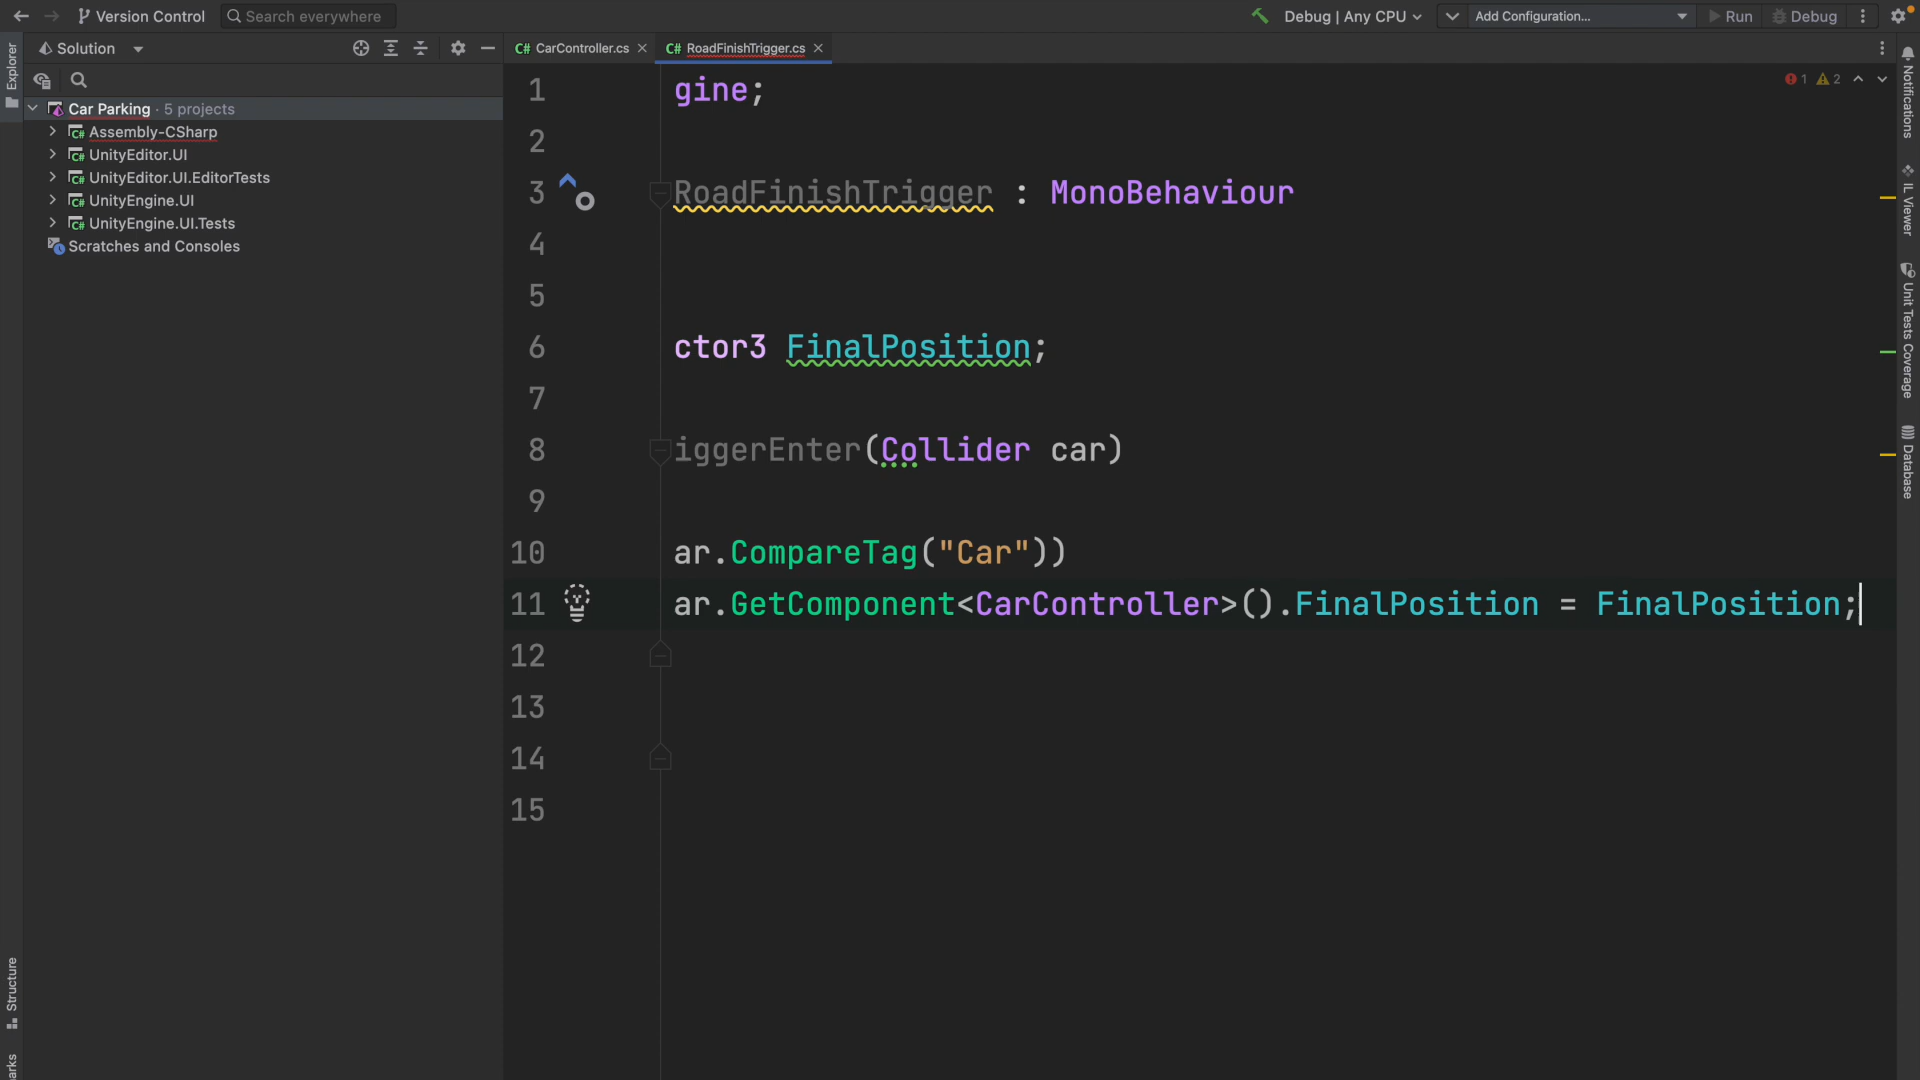 Version Control
Search everywhere
Debug | Any CPU
Add Configuration...
Run
Debug
Explorer
Solution
CarController.cs
RoadFinishTrigger.cs
Car Parking · 5 projects
Assembly-CSharp
UnityEditor.UI
UnityEditor.UI.EditorTests
UnityEngine.UI
UnityEngine.UI.Tests
Scratches and Consoles
1 gine;
2
3 RoadFinishTrigger : MonoBehaviour
4
5
6 ctor3 FinalPosition;
7
8 iggerEnter(Collider car)
9
10 ar.CompareTag("Car"))
11 ar.GetComponent<CarController>().FinalPosition = FinalPosition;
12
13
14
15
1 2
Notifications
IL Viewer
Unit Tests Coverage
Database
Structure
arks